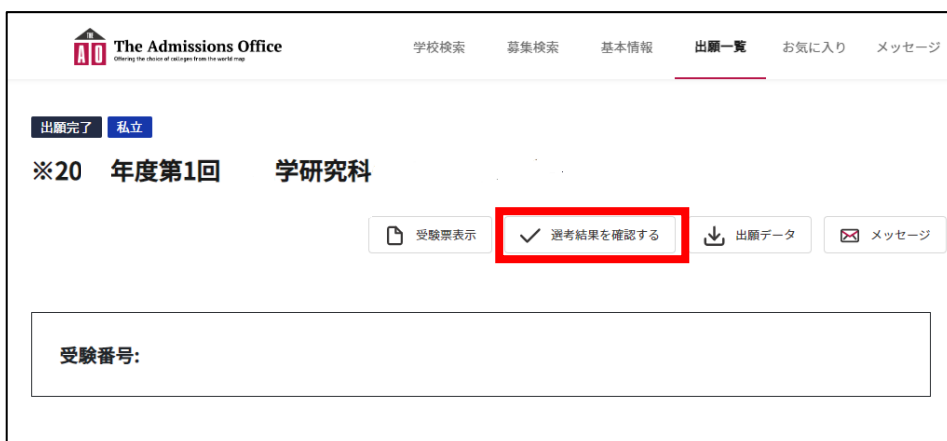 THE
AO The Admissions Office
Offering the choice of colleges from the world map
学校検索 募集検索 基本情報 出願一覧 お気に入り メッセージ
出願完了 私立
※20 年度第1回 学研究科
受験票表示 選考結果を確認する 出願データ メッセージ
受験番号: